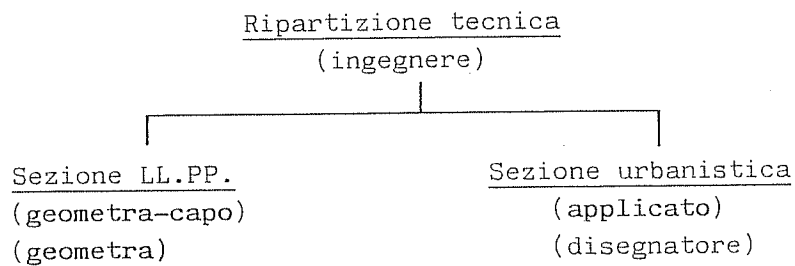 Ripartizione tecnica
(ingegnere)
Sezione LL.PP.
(geometra-capo)
(geometra)
Sezione urbanistica
(applicato)
(disegnatore)